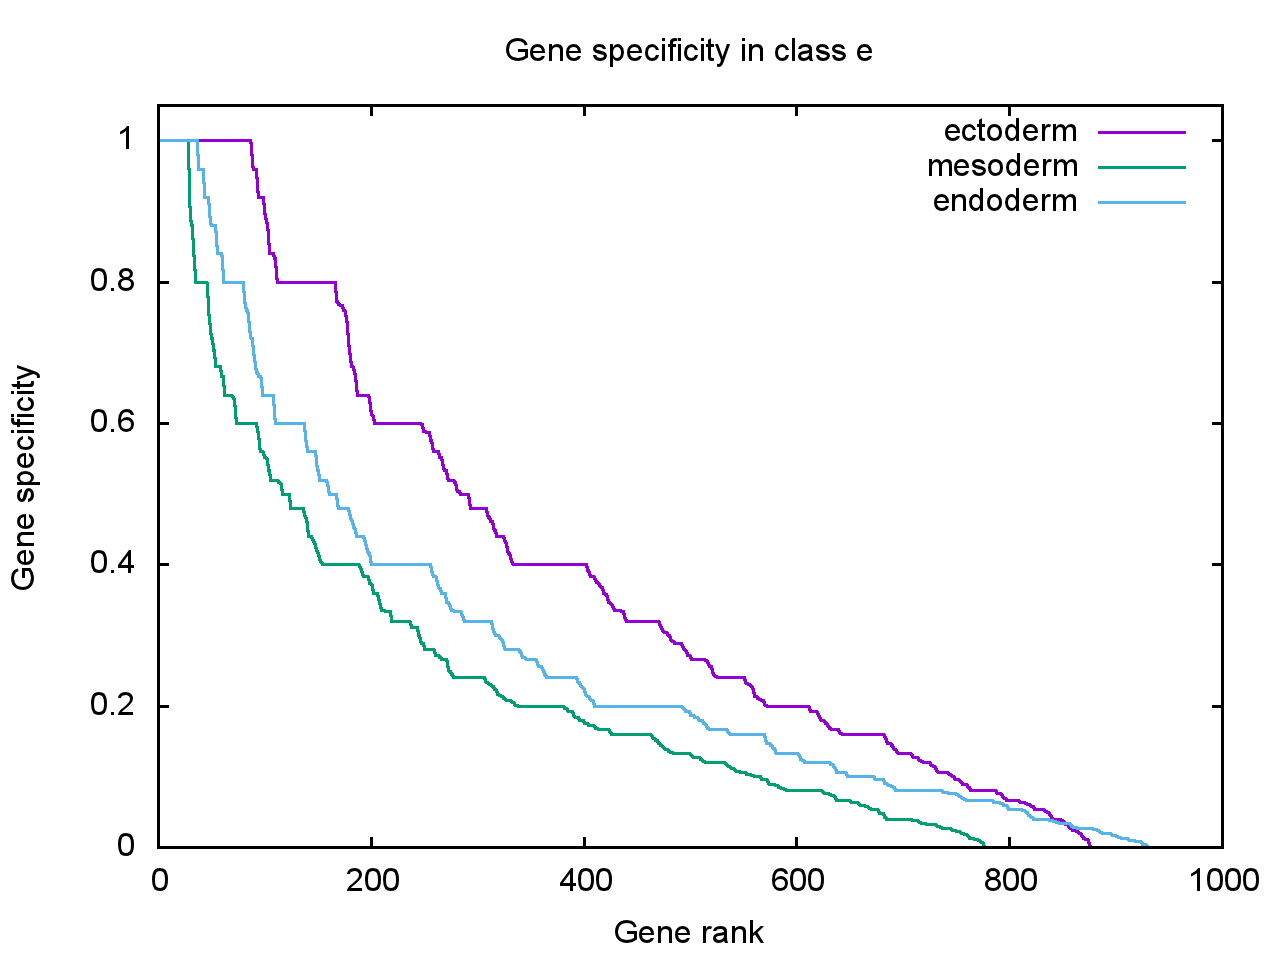 Gene specificity in class e
ectoderm
mesoderm
endoderm
Gene specificity
1
0.8
0.6
0.4
0.2
0
0 200 400 600 800 1000
Gene rank